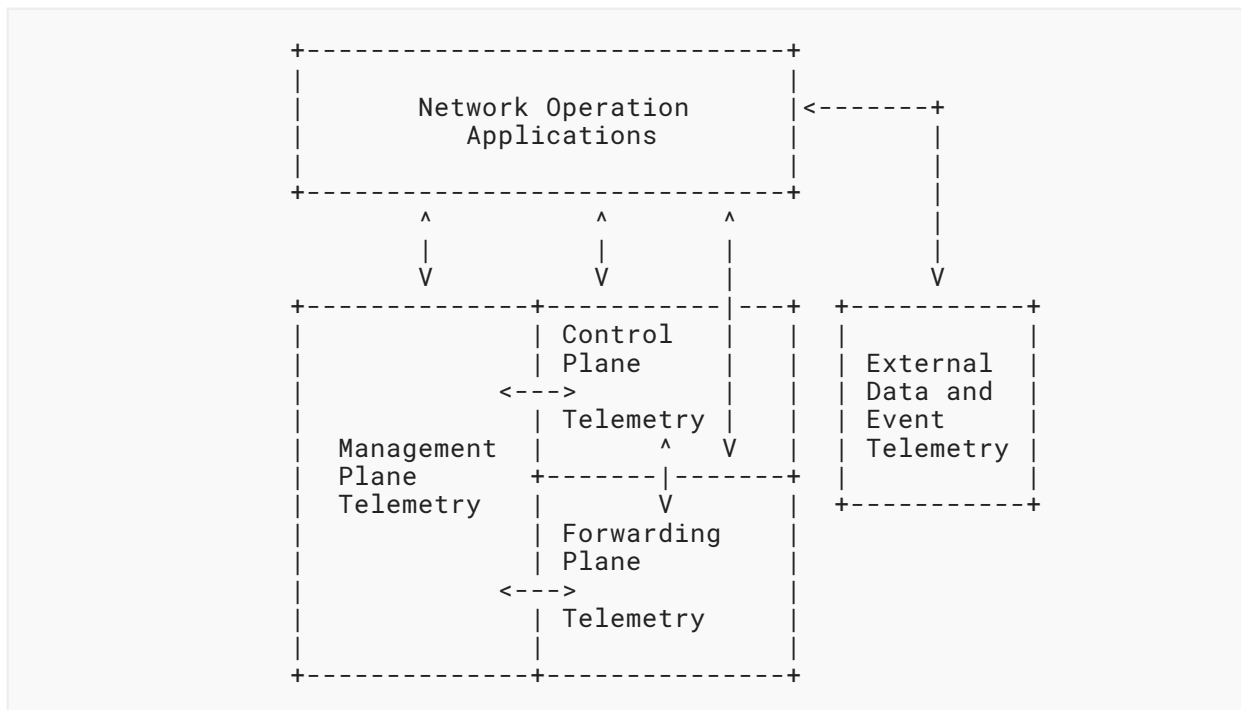 Network Operation
Applications
Control
Plane
Telemetry
Management
Plane
Telemetry
Forwarding
Plane
Telemetry
External
Data and
Event
Telemetry